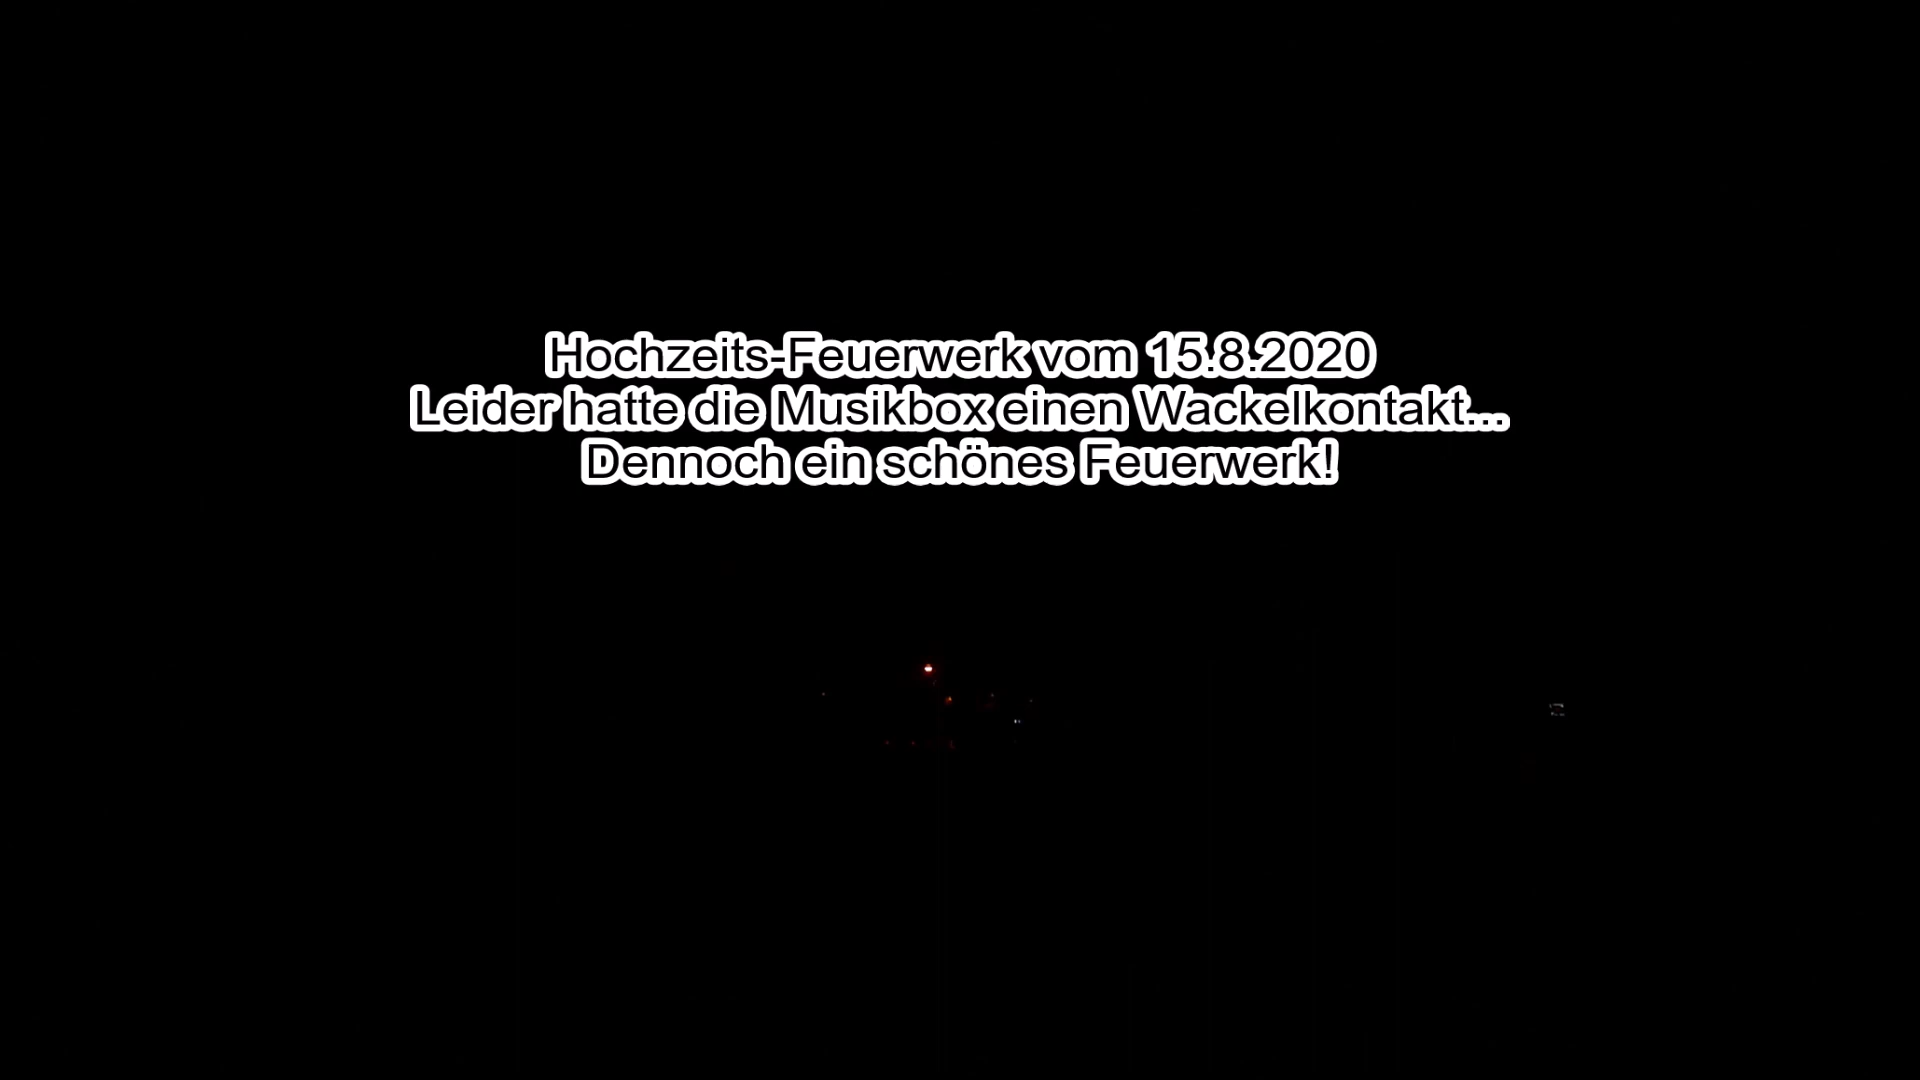 Hochzeits-Feuerwerk vom 15.8.2020
Leider hatte die Musikbox einen Wackelkontakt...
Dennoch ein schönes Feuerwerk!